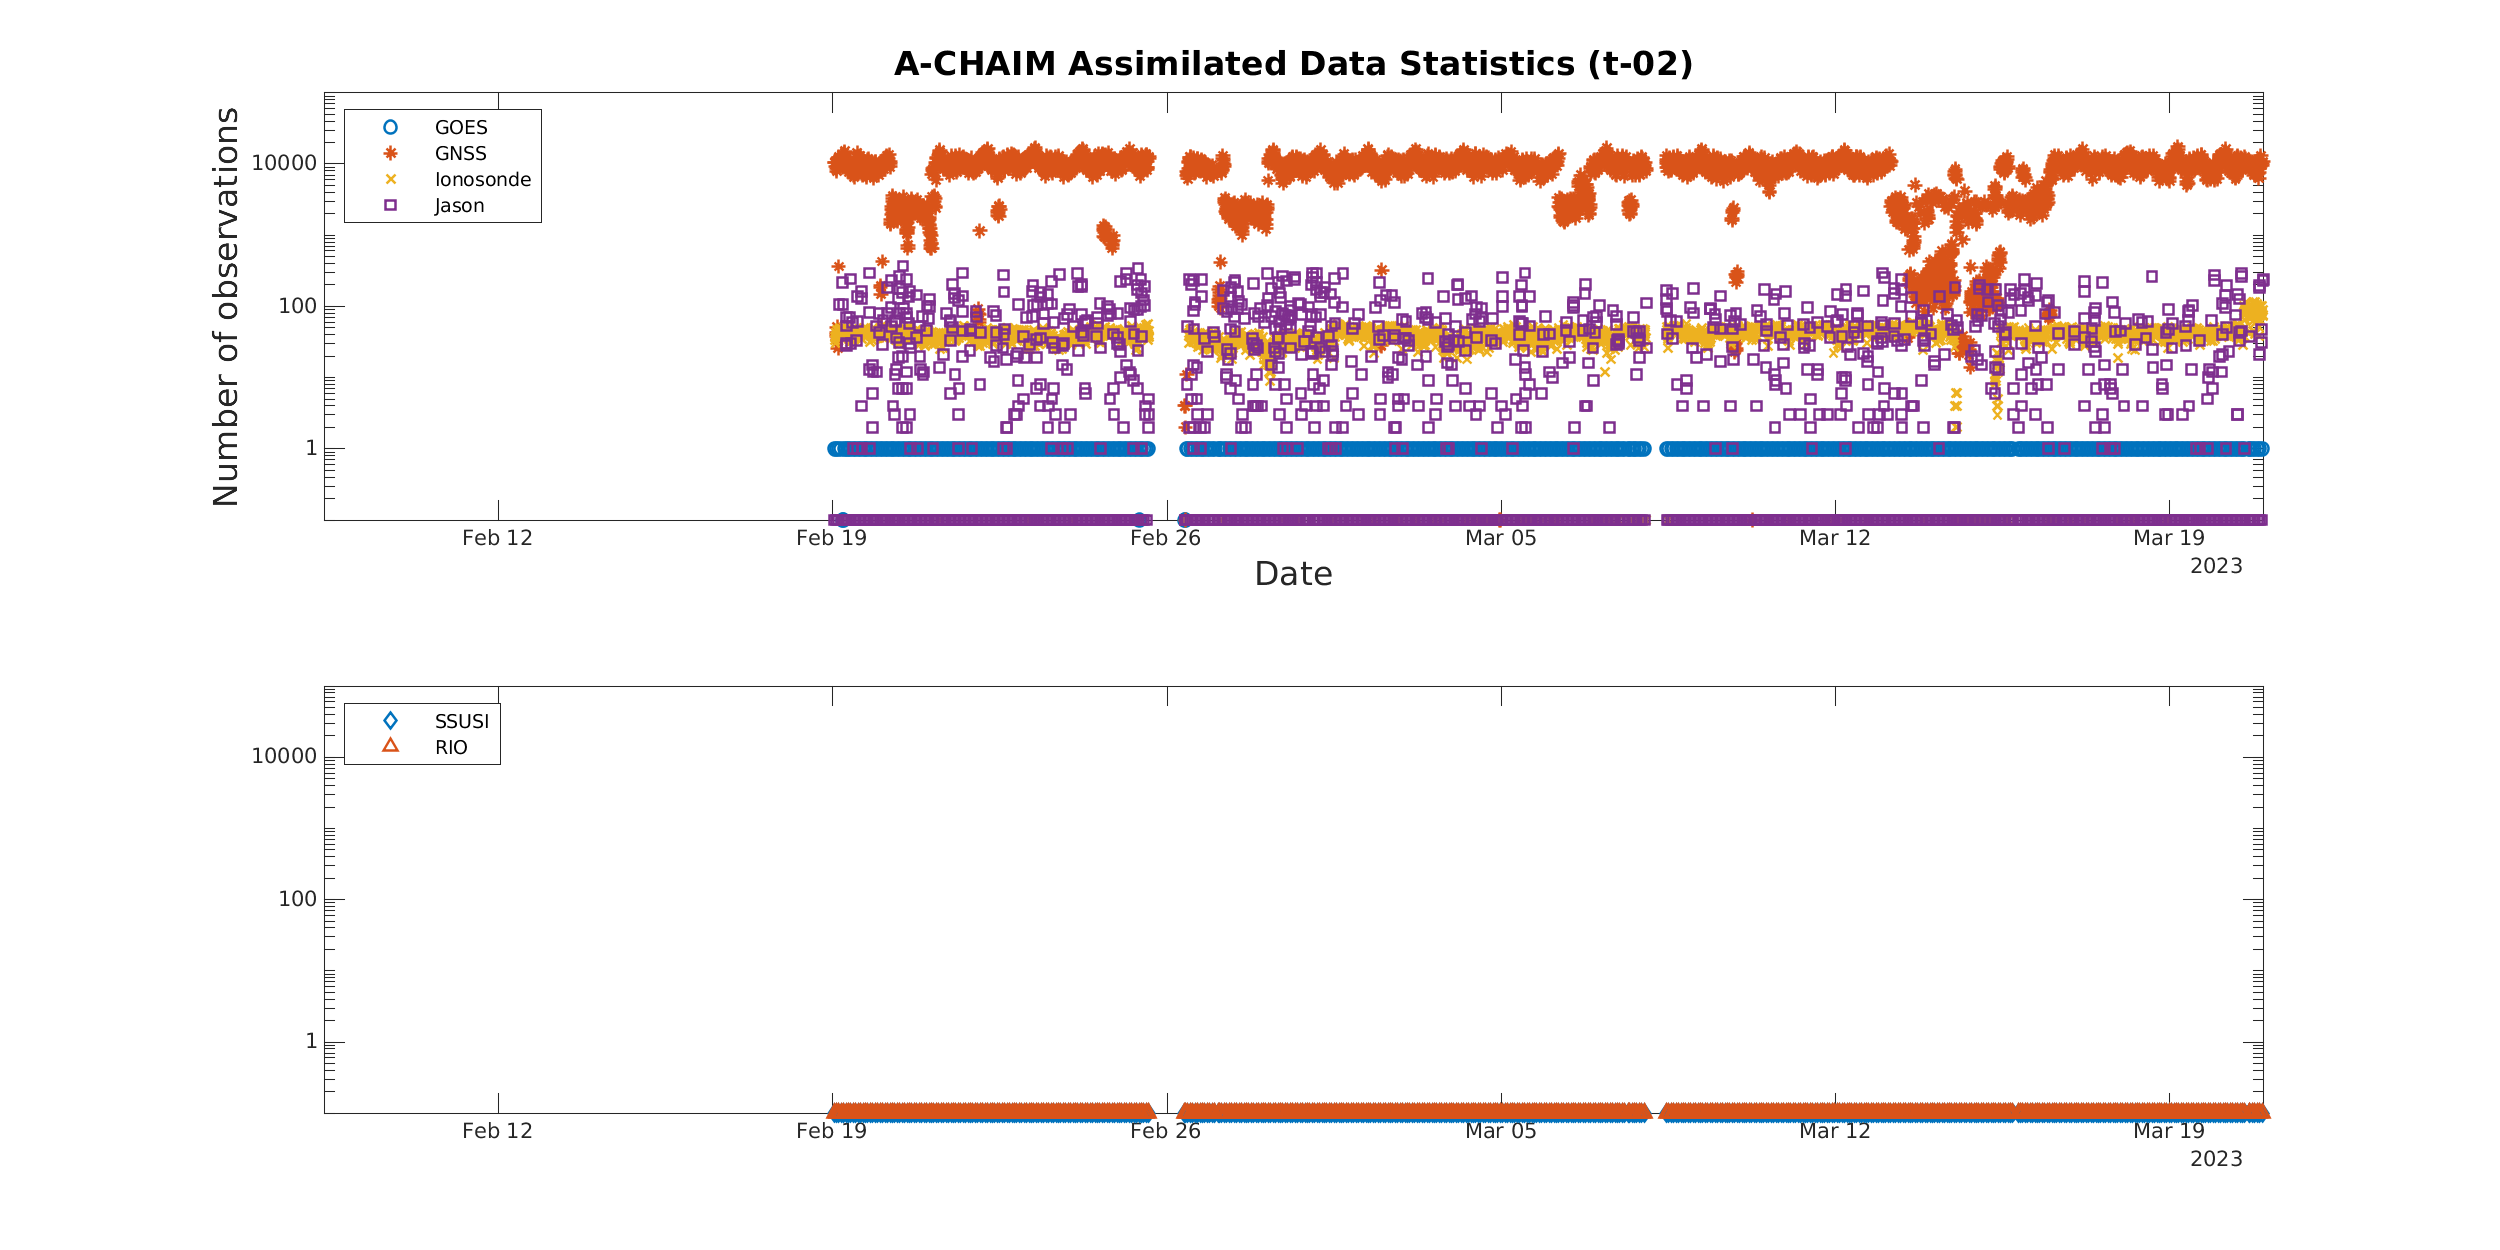 A-CHAIM Assimilated Data Statistics (t-02)
GOES
GNSS
Ionosonde
Jason
Number of observations
10000
100
1
Feb 12
Feb 19
Feb 26
Mar 05
Mar 12
Mar 19
2023
Date
SSUSI
RIO
10000
100
1
Feb 12
Feb 19
Feb 26
Mar 05
Mar 12
Mar 19
2023